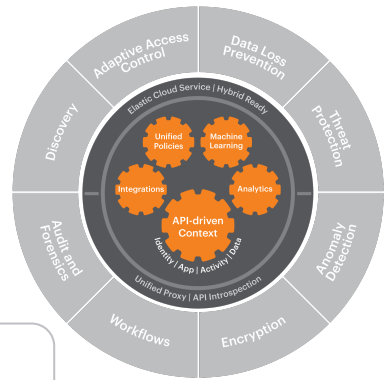 Adaptive Access
Control
Data Loss
Prevention
Threat
Protection
Anomaly
Detection
Encryption
Workflows
Audit and
Forensics
Discovery
Elastic Cloud Service | Hybrid Ready
Unified
Policies
Machine
Learning
Integrations
Analytics
API-driven
Context
Identity | App | Activity | Data
Unified Proxy | API Introspection